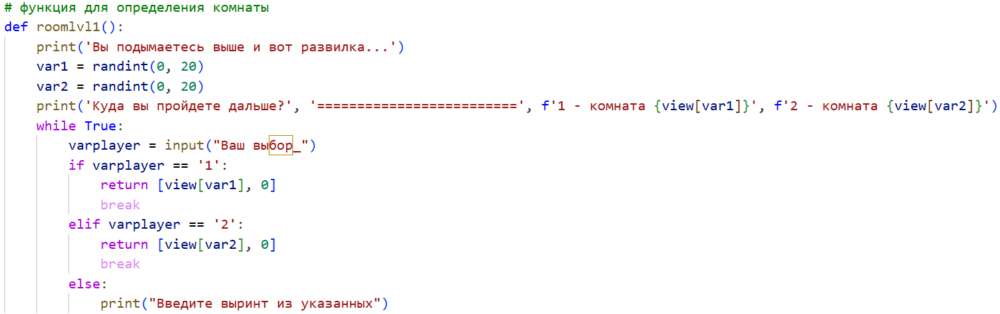 # функция для определения комнаты
def roomlvl1():
    print('Вы подымаетесь выше и вот развилка...')
    var1 = randint(0, 20)
    var2 = randint(0, 20)
    print('Куда вы пройдете дальше?', '=========================', f'1 - комната {view[var1]}', f'2 - комната {view[var2]}')
    while True:
        varplayer = input("Ваш выбор_")
        if varplayer == '1':
            return [view[var1], 0]
            break
        elif varplayer == '2':
            return [view[var2], 0]
            break
        else:
            print("Введите выринт из указанных")